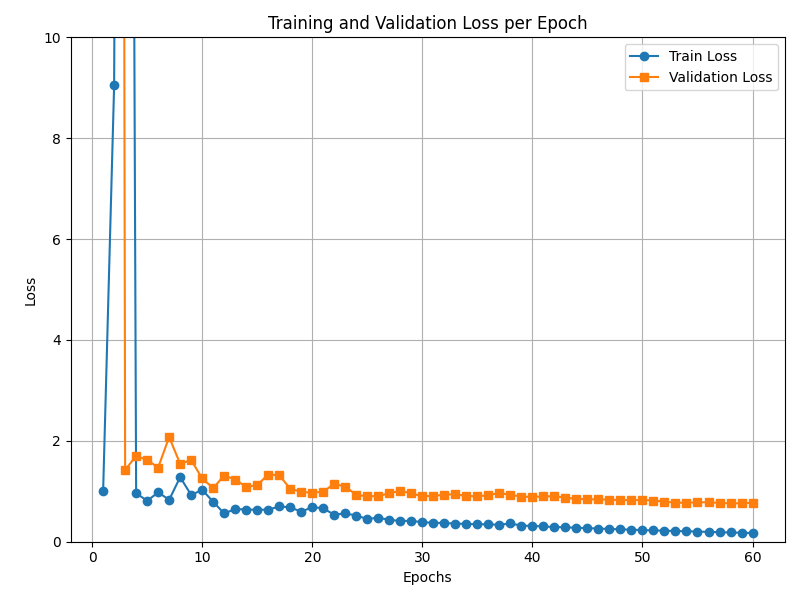 Training and Validation Loss per Epoch
Train Loss
Validation Loss
Loss
10
8
6
4
2
0
0 10 20 30 40 50 60
Epochs